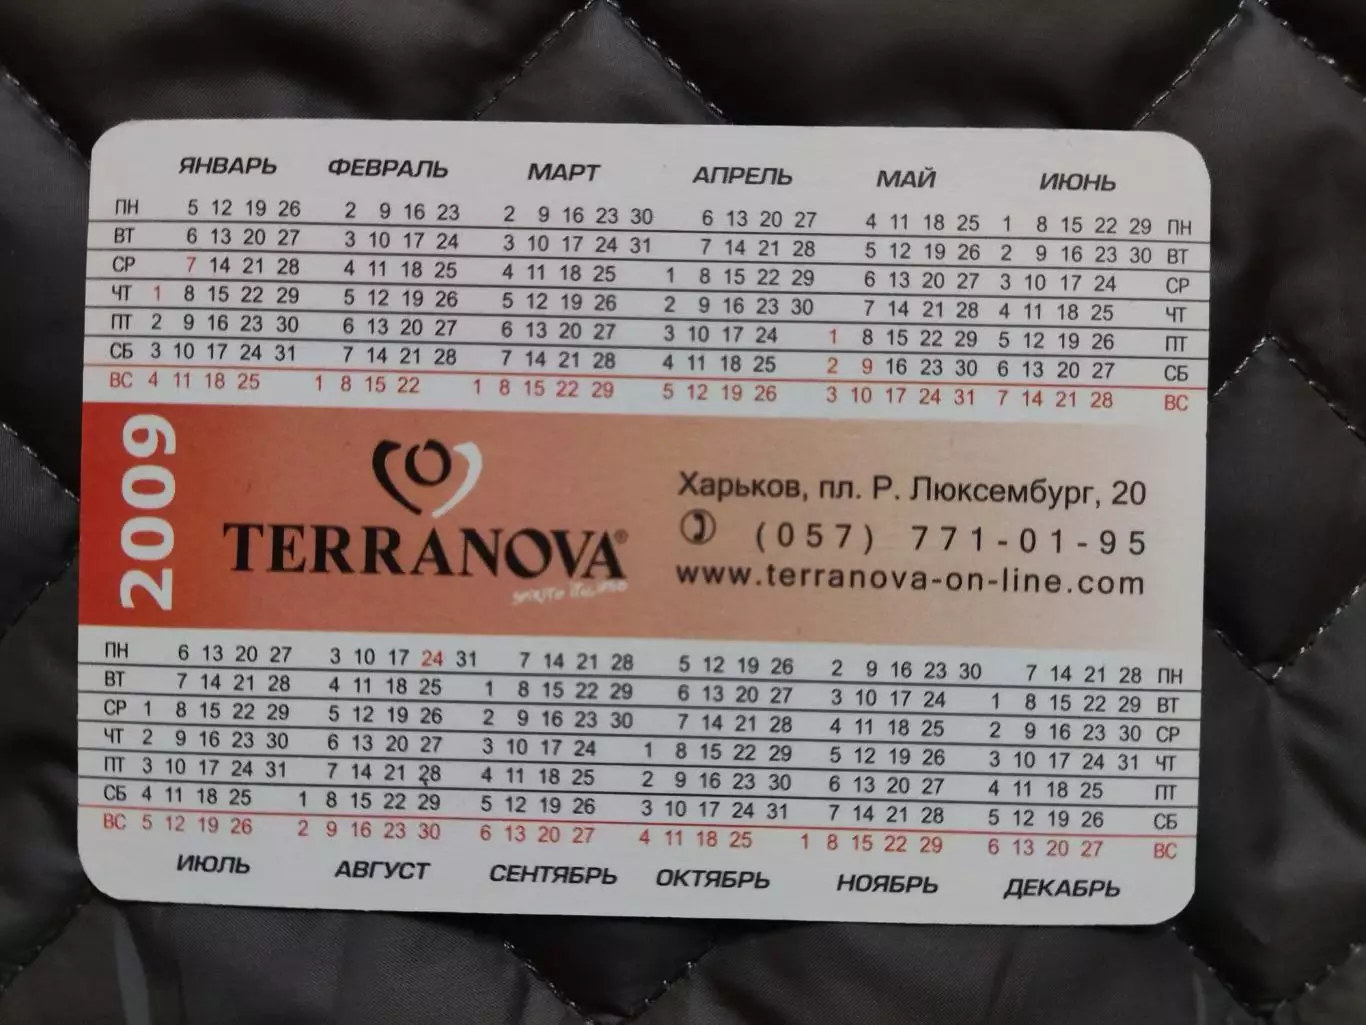 ЯНВАРЬ ФЕВРАЛЬ МАРТ АПРЕЛЬ МАЙ ИЮНЬ
ПН 5 12 19 26 2 9 16 23 2 9 16 23 30 6 13 20 27 4 11 18 25 1 8 15 22 29 ПН
ВТ 6 13 20 27 3 10 17 24 3 10 17 24 31 7 14 21 28 5 12 19 26 2 9 16 23 30 ВТ
СР 7 14 21 28 4 11 18 25 4 11 18 25 1 8 15 22 29 6 13 20 27 3 10 17 24 СР
ЧТ 1 8 15 22 29 5 12 19 26 5 12 19 26 2 9 16 23 30 7 14 21 28 4 11 18 25 ЧТ
ПТ 2 9 16 23 30 6 13 20 27 6 13 20 27 3 10 17 24 1 8 15 22 29 5 12 19 26 ПТ
СБ 3 10 17 24 31 7 14 21 28 7 14 21 28 4 11 18 25 2 9 16 23 30 6 13 20 27 СБ
ВС 4 11 18 25 1 8 15 22 1 8 15 22 29 5 12 19 26 3 10 17 24 31 7 14 21 28 ВС
2009
TERRANOVA®
Харьков, пл. Р. Люксембург, 20
(057) 771-01-95
www.terranova-on-line.com
ПН 6 13 20 27 3 10 17 24 31 7 14 21 28 5 12 19 26 2 9 16 23 30 7 14 21 28 ПН
ВТ 7 14 21 28 4 11 18 25 1 8 15 22 29 6 13 20 27 3 10 17 24 1 8 15 22 29 ВТ
СР 1 8 15 22 29 5 12 19 26 2 9 16 23 30 7 14 21 28 4 11 18 25 2 9 16 23 30 СР
ЧТ 2 9 16 23 30 6 13 20 27 3 10 17 24 1 8 15 22 29 5 12 19 26 3 10 17 24 31 ЧТ
ПТ 3 10 17 24 31 7 14 21 28 4 11 18 25 2 9 16 23 30 6 13 20 27 4 11 18 25 ПТ
СБ 4 11 18 25 1 8 15 22 29 5 12 19 26 3 10 17 24 31 7 14 21 28 5 12 19 26 СБ
ВС 5 12 19 26 2 9 16 23 30 6 13 20 27 4 11 18 25 1 8 15 22 29 6 13 20 27 ВС
ИЮЛЬ АВГУСТ СЕНТЯБРЬ ОКТЯБРЬ НОЯБРЬ ДЕКАБРЬ